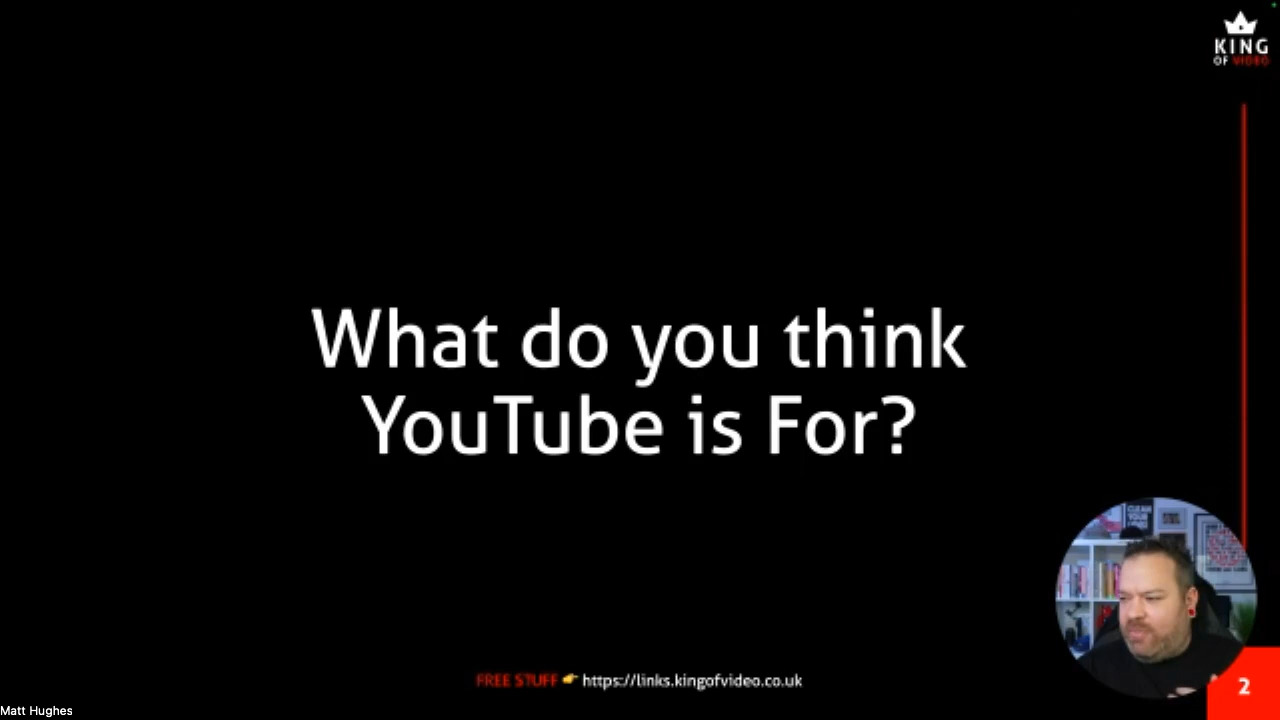 KING
OF VIDEO
What do you think
YouTube is For?
FREE STUFF 👉 https://links.kingofvideo.co.uk
2
Matt Hughes